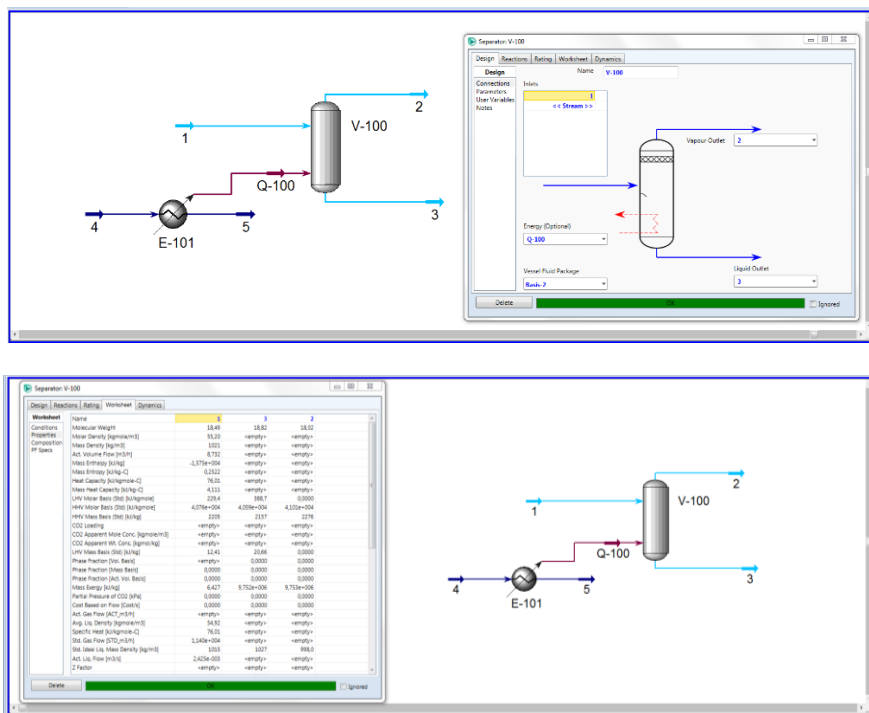 Separator: V-100
Design Reactions Rating Worksheet Dynamics
Design
Connections
Parameters
User Variables
Notes
Name V-100
Inlets
1
<< Stream >>
Vapour Outlet 2
Energy (Optional)
Q-100
Vessel Fluid Package
Basis-2
Liquid Outlet
3
Delete OK Ignored
1
2
V-100
Q-100
3
4
5
E-101
Separator: V-100
Design Reactions Rating Worksheet Dynamics
Worksheet
Conditions
Properties
Composition
PF Specs
Name 1 3 2
Molecular Weight 18,49 18,82 18,02
Molar Density [kgmole/m3] 55,20 <empty> <empty>
Mass Density [kg/m3] 1021 <empty> <empty>
Act. Volume Flow [m3/h] 8,732 <empty> <empty>
Mass Enthalpy [kJ/kg] -1,375e+004 <empty> <empty>
Mass Entropy [kJ/kg-C] 0,2522 <empty> <empty>
Heat Capacity [kJ/kgmole-C] 76,01 <empty> <empty>
Mass Heat Capacity [kJ/kg-C] 4,111 <empty> <empty>
LHV Molar Basis (Std) [kJ/kgmole] 229,4 388,7 0,0000
HHV Molar Basis (Std) [kJ/kgmole] 4,076e+004 4,059e+004 4,101e+004
HHV Mass Basis (Std) [kJ/kg] 2205 2157 2276
CO2 Loading <empty> <empty> <empty>
CO2 Apparent Mole Conc. [kgmole/m3] <empty> <empty> <empty>
CO2 Apparent Wt. Conc. [kgmol/kg] <empty> <empty> <empty>
LHV Mass Basis (Std) [kJ/kg] 12,41 20,66 0,0000
Phase Fraction [Vol. Basis] <empty> <empty> <empty>
Phase Fraction [Mass Basis] 0,0000 0,0000 0,0000
Phase Fraction [Act. Vol. Basis] 0,0000 0,0000 0,0000
Mass Exergy [kJ/kg] 6,427 9,752e+006 9,753e+006
Partial Pressure of CO2 [kPa] 0,0000 0,0000 0,0000
Cost Based on Flow [Cost/s] 0,0000 0,0000 0,0000
Act. Gas Flow [ACT_m3/h] <empty> <empty> <empty>
Avg. Liq. Density [kgmole/m3] 54,92 <empty> <empty>
Specific Heat [kJ/kgmole-C] 76,01 <empty> <empty>
Std. Gas Flow [STD_m3/h] 1,140e+004 <empty> <empty>
Std. Ideal Liq. Mass Density [kg/m3] 1015 1027 998,0
Act. Liq. Flow [m3/s] 2,425e-003 <empty> <empty>
Z Factor <empty> <empty> <empty>
Delete OK Ignored
1
2
V-100
Q-100
3
4
5
E-101